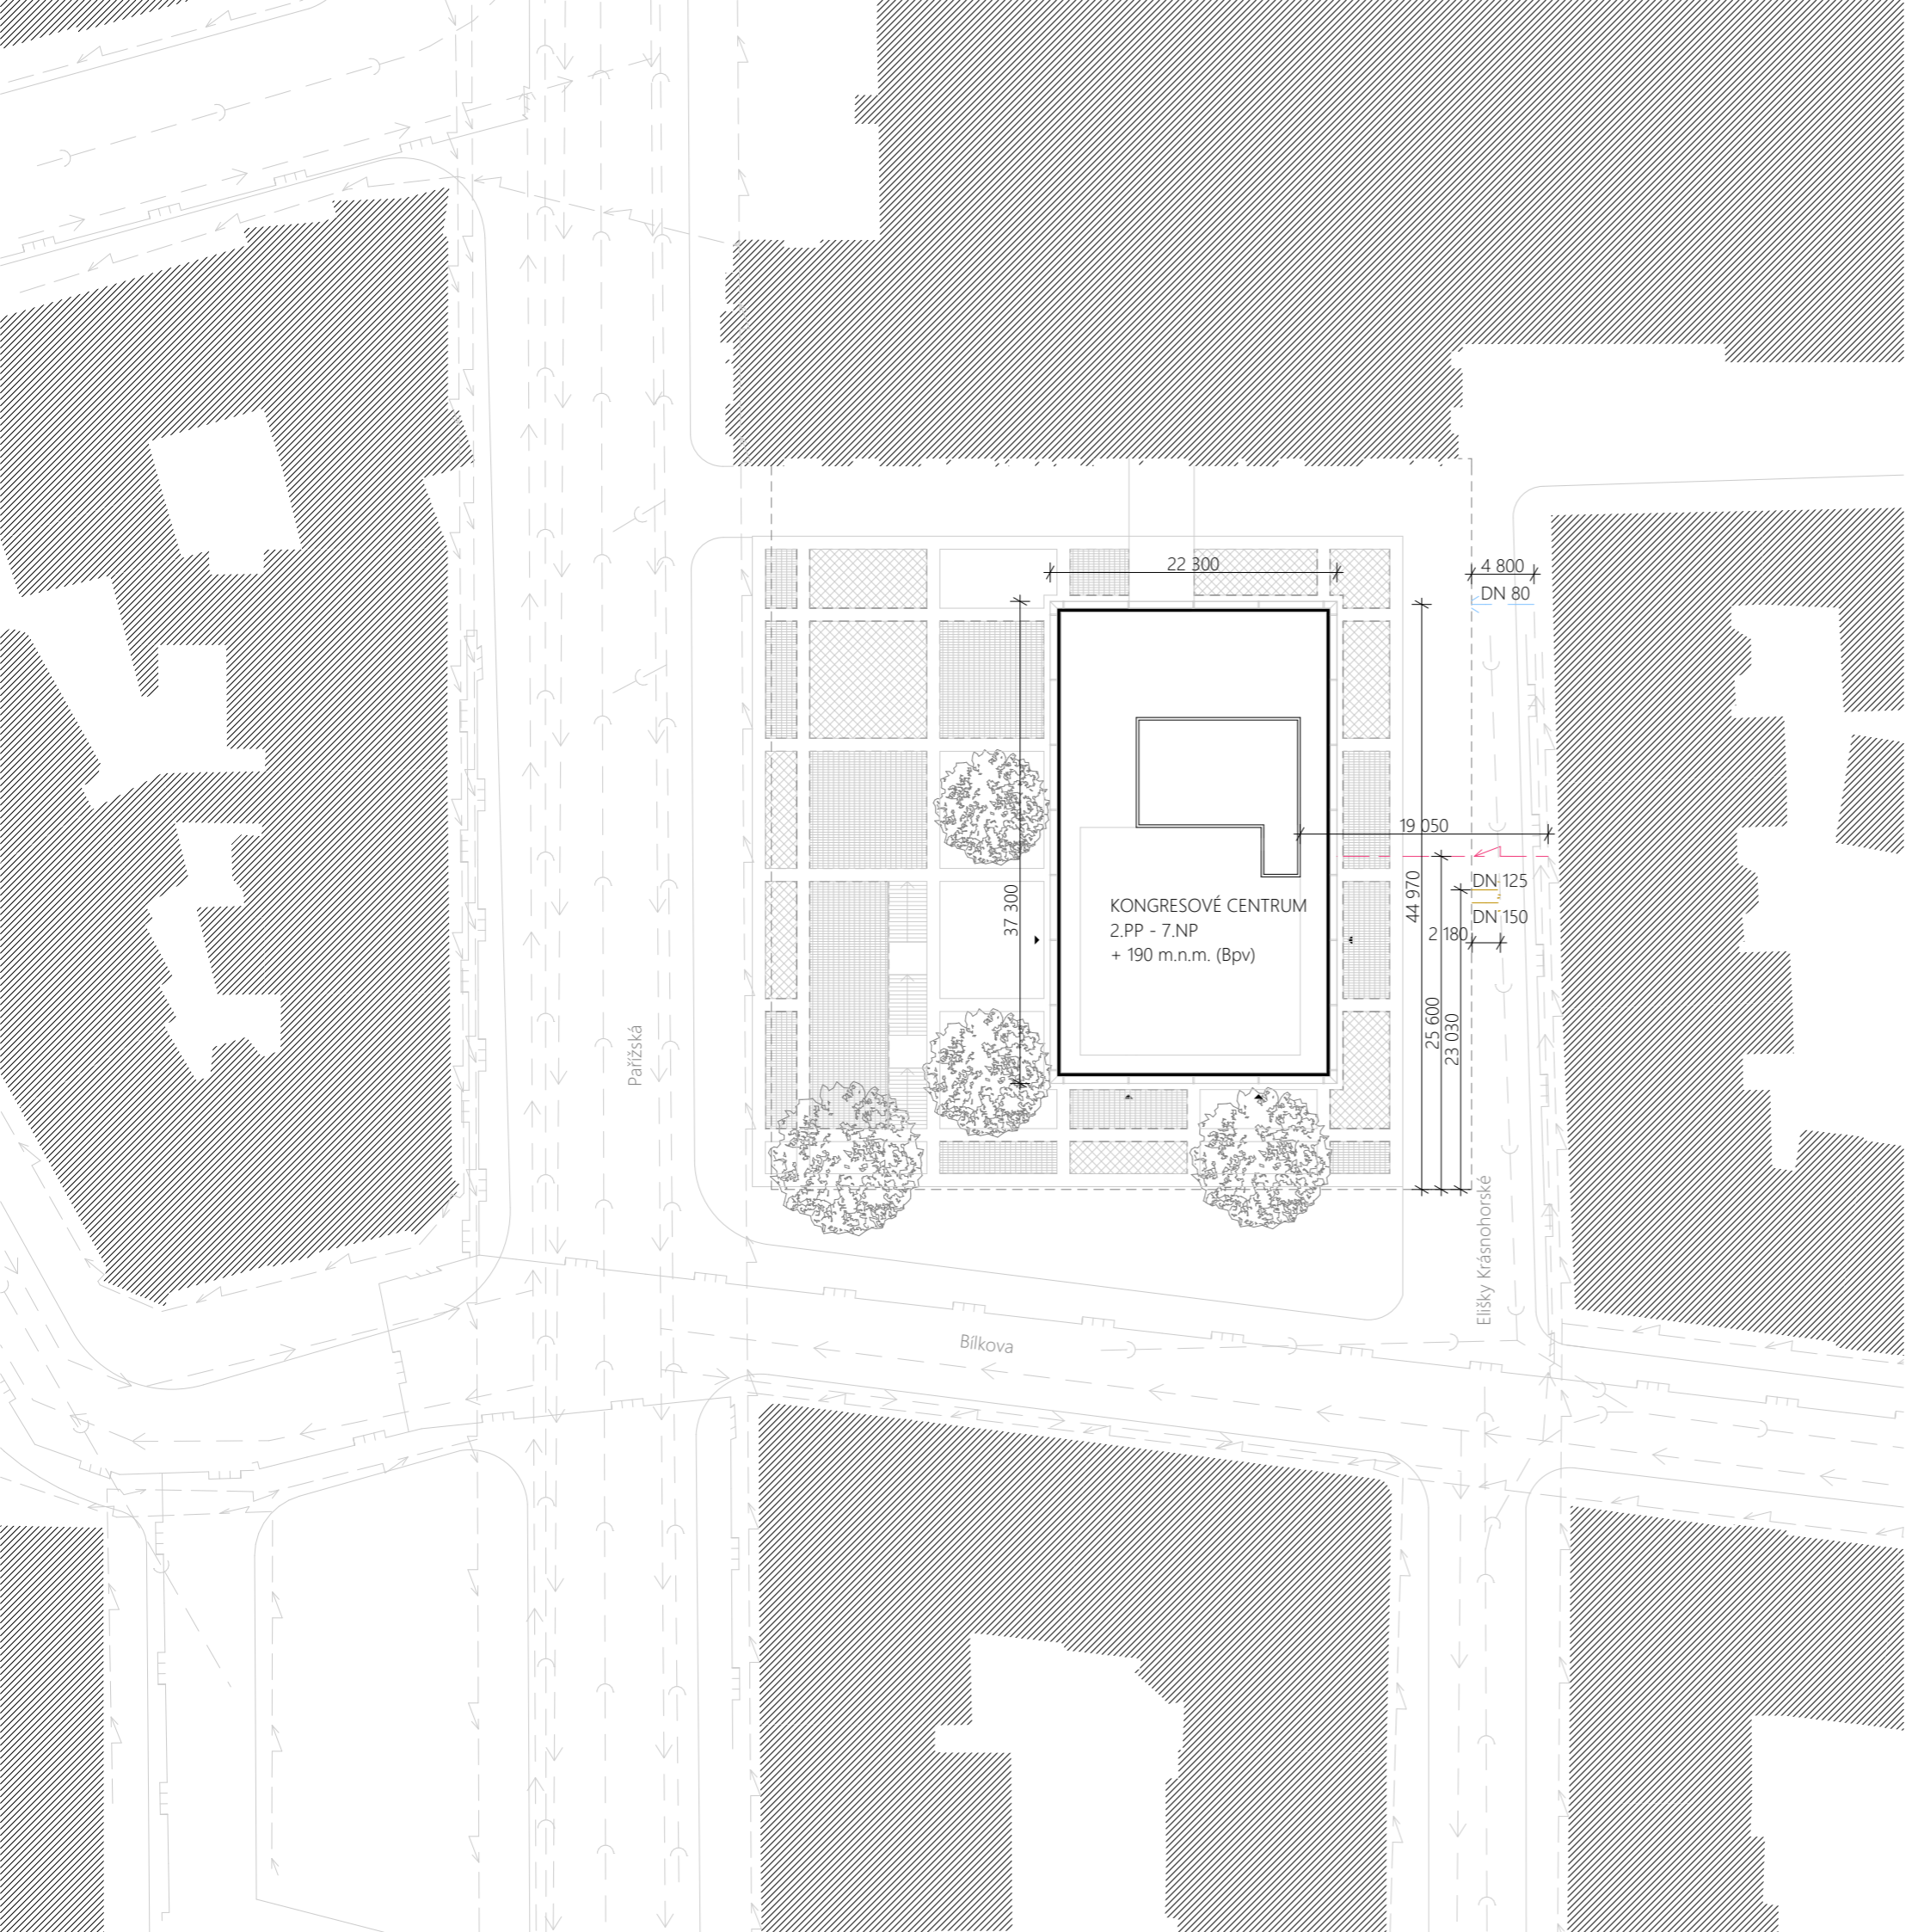 22 300
4 800
DN 80
19 050
DN 125
DN 150
2 180
44 970
37 300
KONGRESOVÉ CENTRUM
2.PP - 7.NP
+ 190 m.n.m. (Bpv)
25 600
23 030
Pařížská
Elišky Krásnohorské
Bílkova